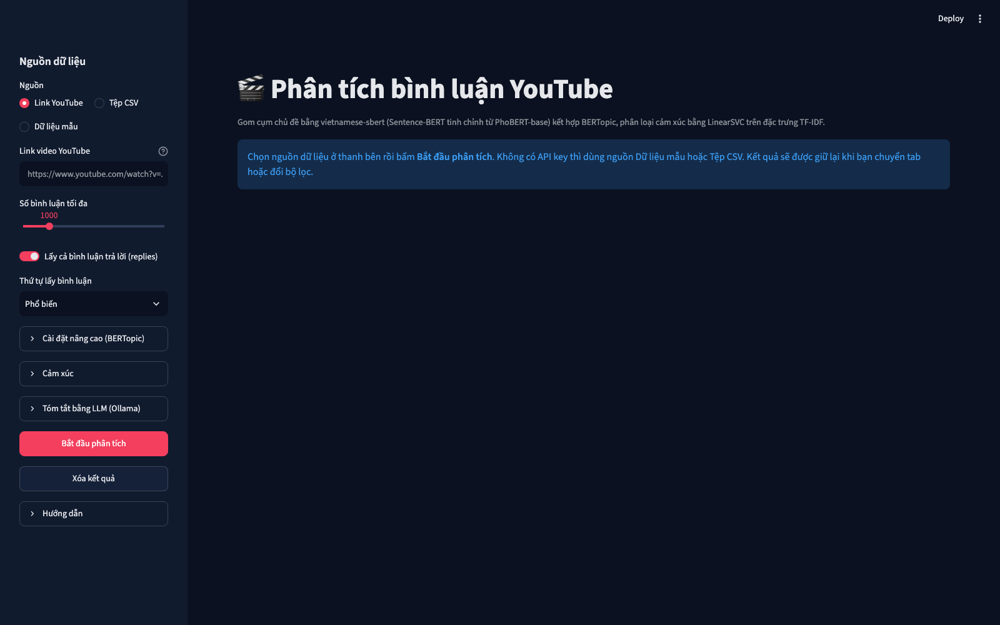 Deploy
Nguồn dữ liệu
Nguồn
Link YouTube
Tệp CSV
Dữ liệu mẫu
Link video YouTube
https://www.youtube.com/watch?v=.
Số bình luận tối đa
1000
Lấy cả bình luận trả lời (replies)
Thứ tự lấy bình luận
Phổ biến
Cài đặt nâng cao (BERTopic)
Cảm xúc
Tóm tắt bằng LLM (Ollama)
Bắt đầu phân tích
Xóa kết quả
Hướng dẫn
Phân tích bình luận YouTube
Gom cụm chủ đề bằng vietnamese-sbert (Sentence-BERT tinh chỉnh từ PhoBERT-base) kết hợp BERTopic, phân loại cảm xúc bằng LinearSVC trên đặc trưng TF-IDF.
Chọn nguồn dữ liệu ở thanh bên rồi bấm Bắt đầu phân tích. Không có API key thì dùng nguồn Dữ liệu mẫu hoặc Tệp CSV. Kết quả sẽ được giữ lại khi bạn chuyển tab
hoặc đổi bộ lọc.